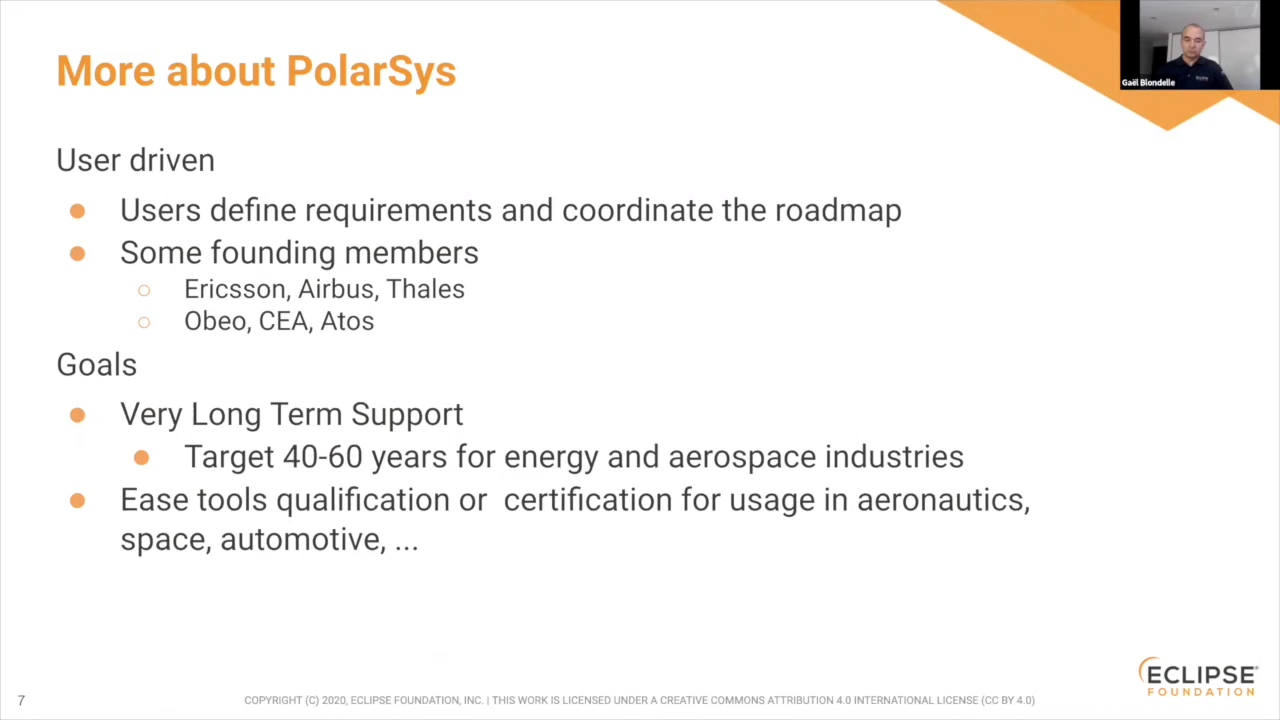 More about PolarSys
Gaël Blondelle
User driven
● Users define requirements and coordinate the roadmap
● Some founding members
○ Ericsson, Airbus, Thales
○ Obeo, CEA, Atos
Goals
● Very Long Term Support
● Target 40-60 years for energy and aerospace industries
● Ease tools qualification or certification for usage in aeronautics,
space, automotive, ...
ECLIPSE
FOUNDATION
7
COPYRIGHT (C) 2020, ECLIPSE FOUNDATION, INC. | THIS WORK IS LICENSED UNDER A CREATIVE COMMONS ATTRIBUTION 4.0 INTERNATIONAL LICENSE (CC BY 4.0)